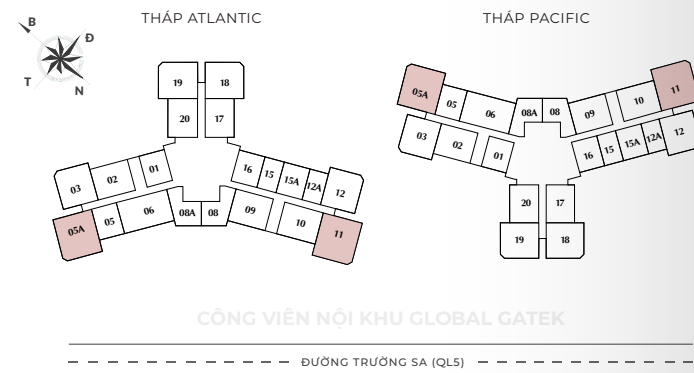 THÁP ATLANTIC
THÁP PACIFIC
B
Đ
T
N
19
18
20
17
03
02
01
16
15
15A
12A
12
05A
05
06
08A
08
09
10
11
05A
05
06
08A
08
09
10
11
03
02
01
16
15
15A
12A
12
20
17
19
18
CÔNG VIÊN NỘI KHU GLOBAL GATEK
ĐƯỜNG TRƯỜNG SA (QL5)